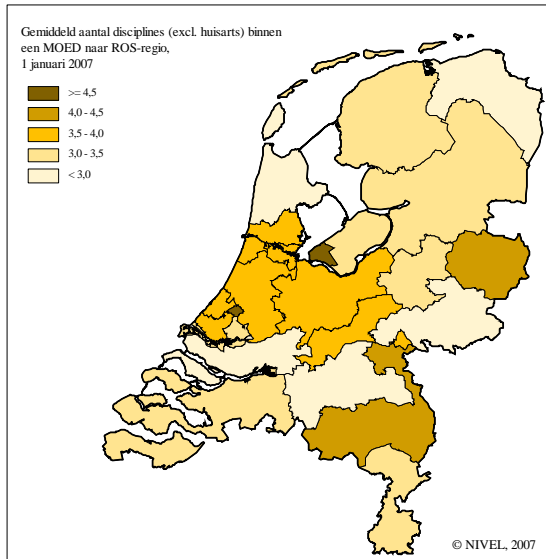 Gemiddeld aantal disciplines (excl. huisarts) binnen
een MOED naar ROS-regio,
1 januari 2007
>= 4,5
4,0 - 4,5
3,5 - 4,0
3,0 - 3,5
< 3,0
© NIVEL, 2007